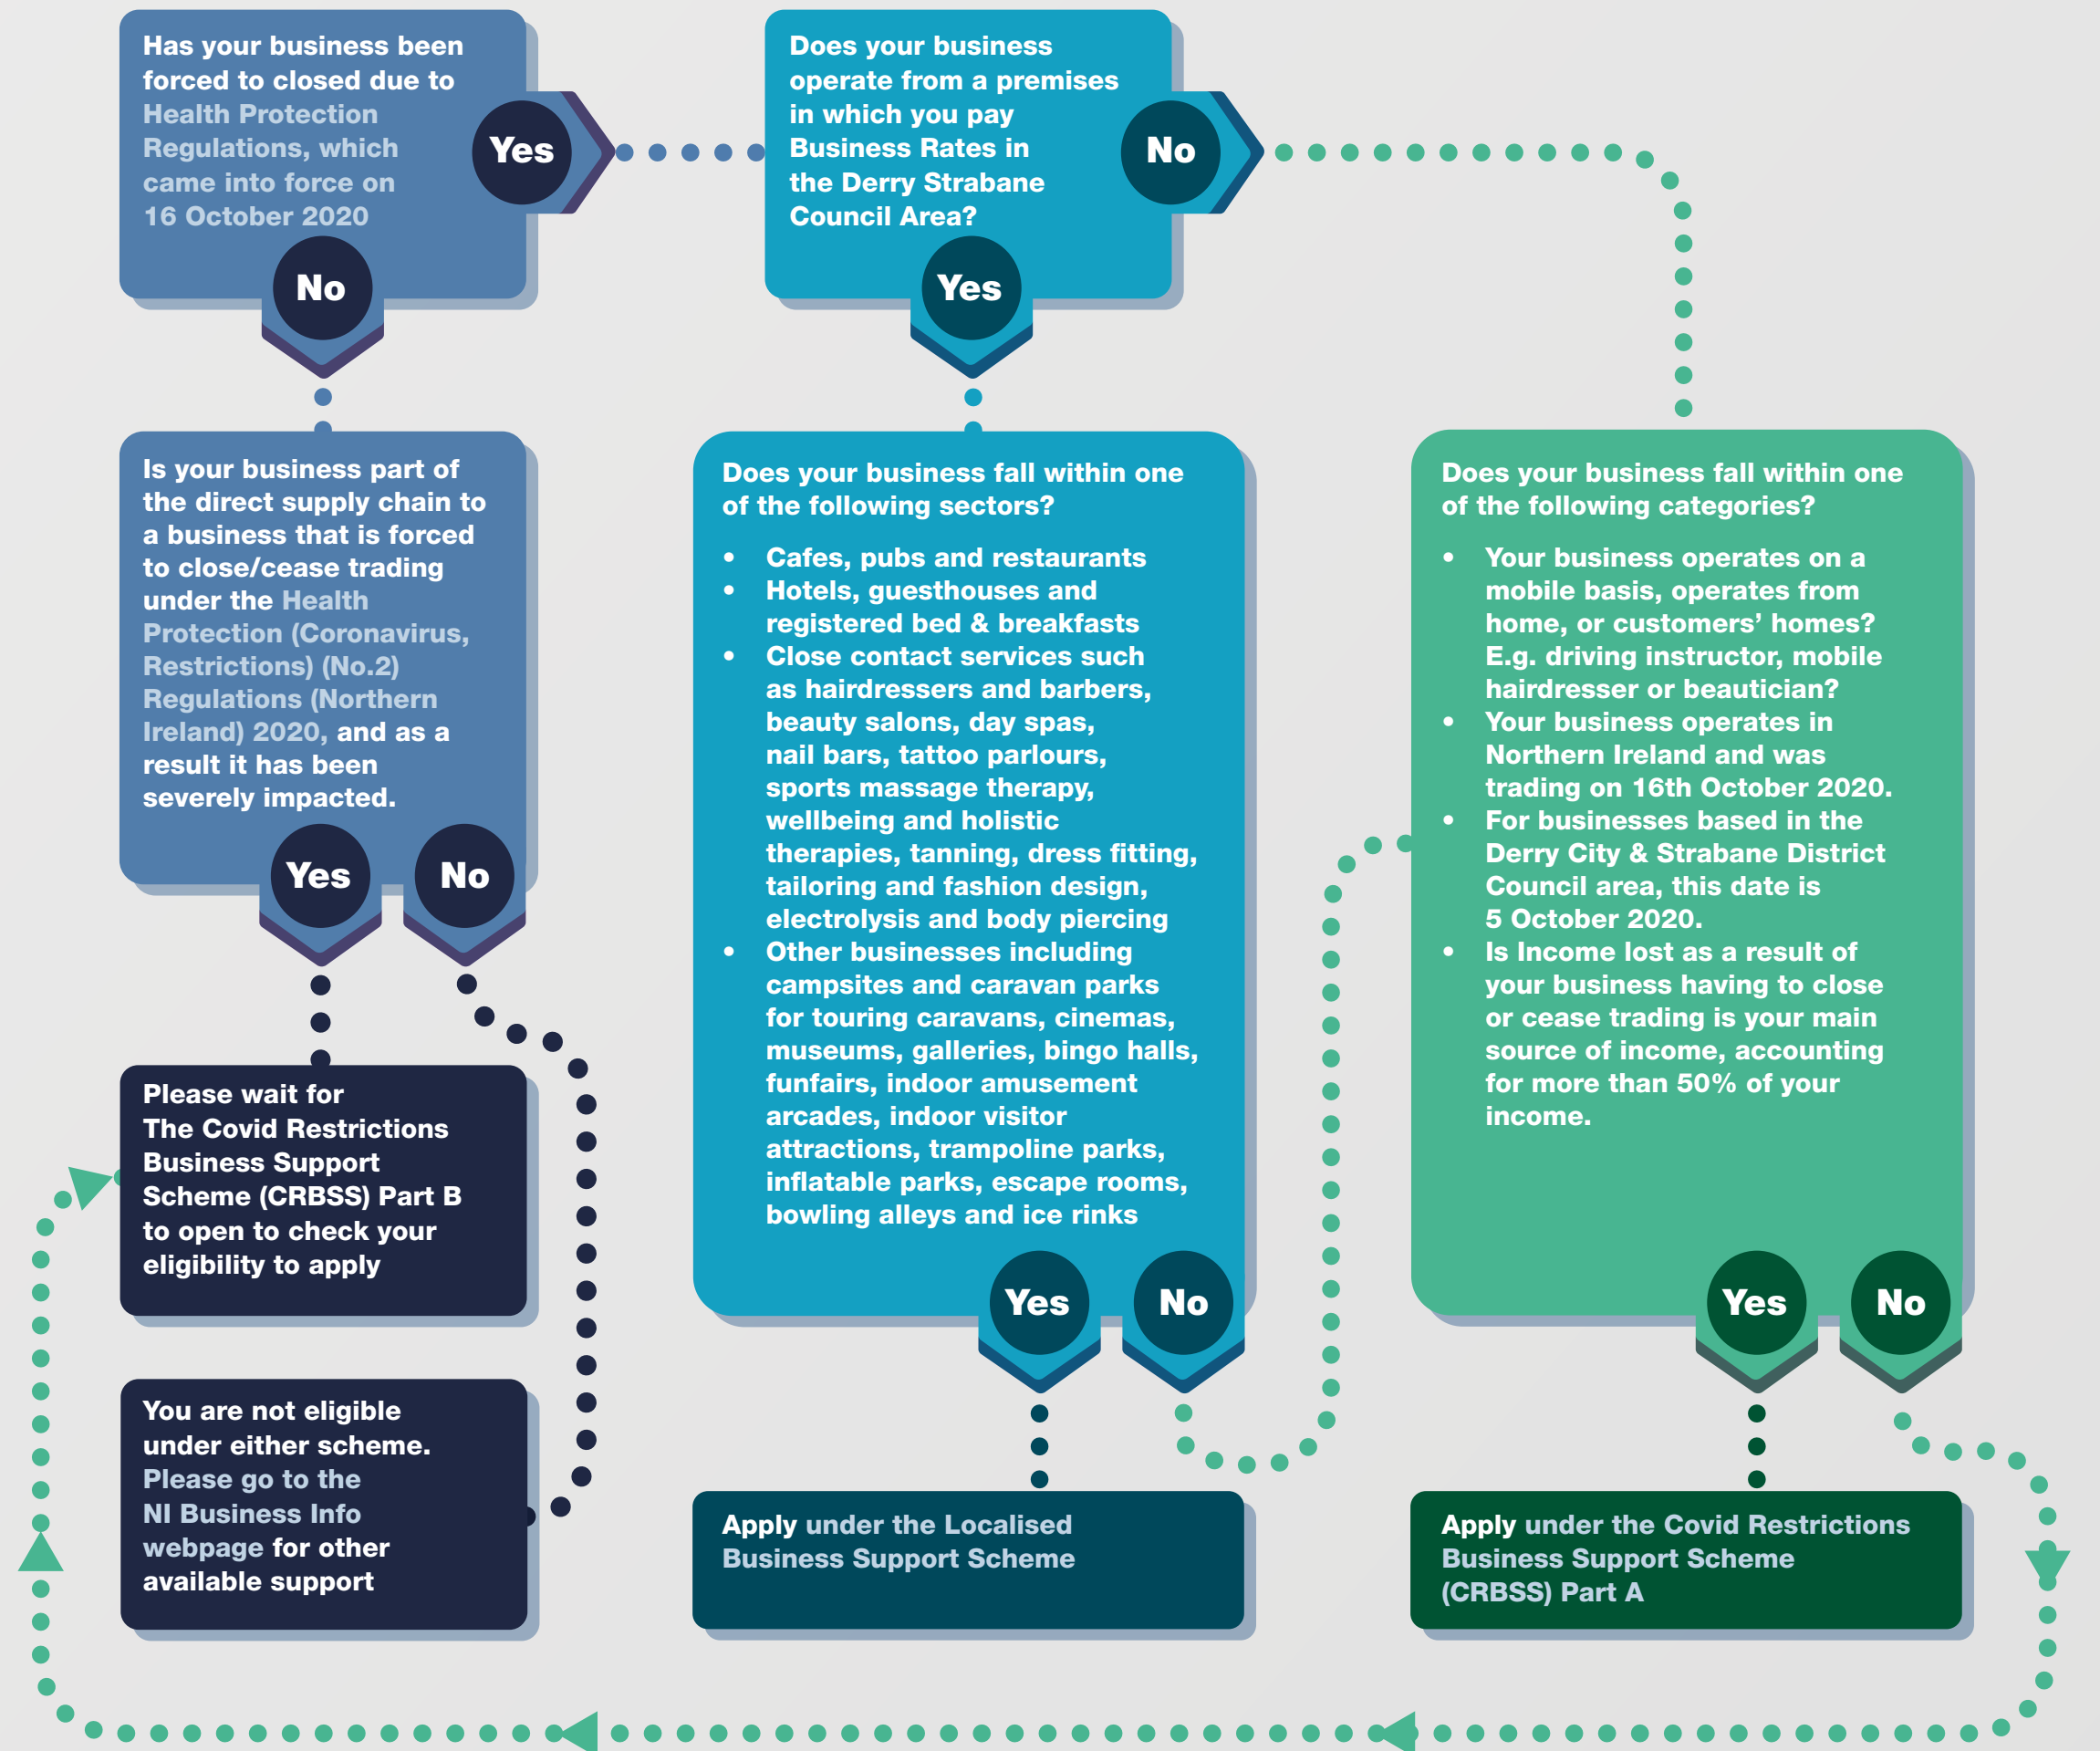 Has your business been
forced to closed due to
Health Protection
Regulations, which
came into force on
16 October 2020
Yes
No
Does your business
operate from a premises
in which you pay
Business Rates in
the Derry Strabane
Council Area?
No
Yes
Is your business part of
the direct supply chain to
a business that is forced
to close/cease trading
under the Health
Protection (Coronavirus,
Restrictions) (No.2)
Regulations (Northern
Ireland) 2020, and as a
result it has been
severely impacted.
Yes
No
Does your business fall within one
of the following sectors?
• Cafes, pubs and restaurants
• Hotels, guesthouses and
registered bed & breakfasts
• Close contact services such
as hairdressers and barbers,
beauty salons, day spas,
nail bars, tattoo parlours,
sports massage therapy,
wellbeing and holistic
therapies, tanning, dress fitting,
tailoring and fashion design,
electrolysis and body piercing
• Other businesses including
campsites and caravan parks
for touring caravans, cinemas,
museums, galleries, bingo halls,
funfairs, indoor amusement
arcades, indoor visitor
attractions, trampoline parks,
inflatable parks, escape rooms,
bowling alleys and ice rinks
Yes
No
Does your business fall within one
of the following categories?
• Your business operates on a
mobile basis, operates from
home, or customers’ homes?
E.g. driving instructor, mobile
hairdresser or beautician?
• Your business operates in
Northern Ireland and was
trading on 16th October 2020.
• For businesses based in the
Derry City & Strabane District
Council area, this date is
5 October 2020.
• Is Income lost as a result of
your business having to close
or cease trading is your main
source of income, accounting
for more than 50% of your
income.
Yes
No
Please wait for
The Covid Restrictions
Business Support
Scheme (CRBSS) Part B
to open to check your
eligibility to apply
You are not eligible
under either scheme.
Please go to the
NI Business Info
webpage for other
available support
Apply under the Localised
Business Support Scheme
Apply under the Covid Restrictions
Business Support Scheme
(CRBSS) Part A